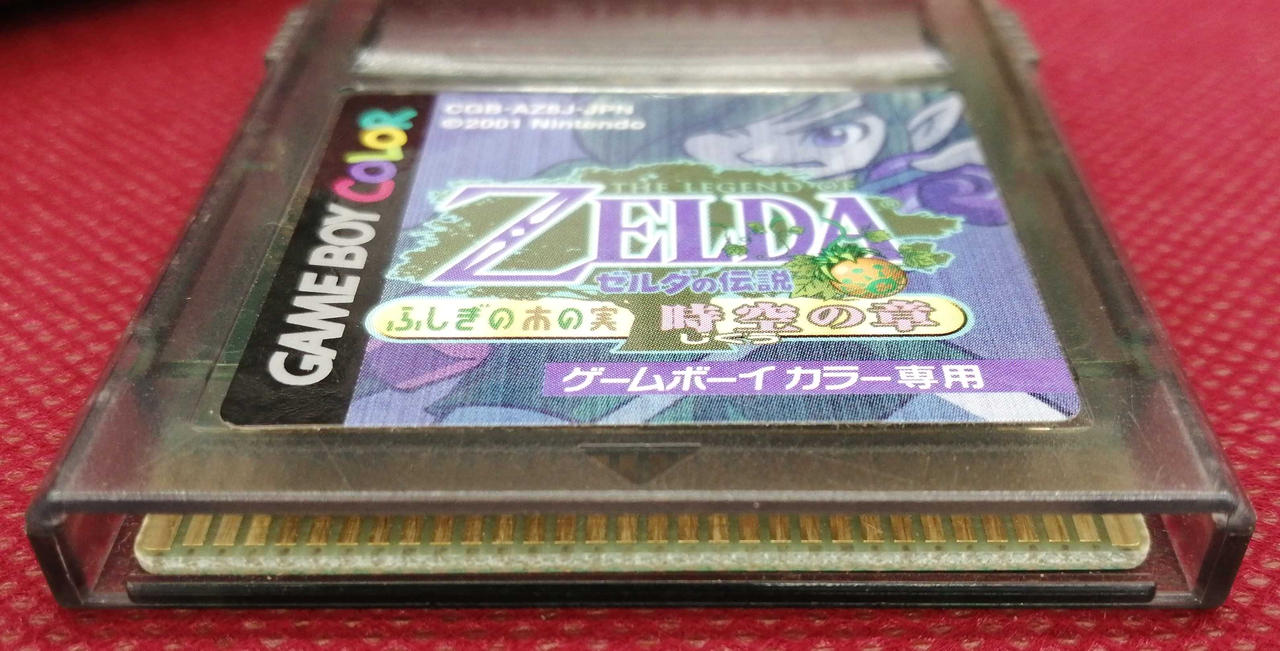 GAME BOY COLOR
CGB-AZ8J-JPN
©2001 Nintendo
THE LEGEND OF
ZELDA
ゼルダの伝説
ふしぎの木の実
時空の章
じくう
ゲームボーイ カラー専用